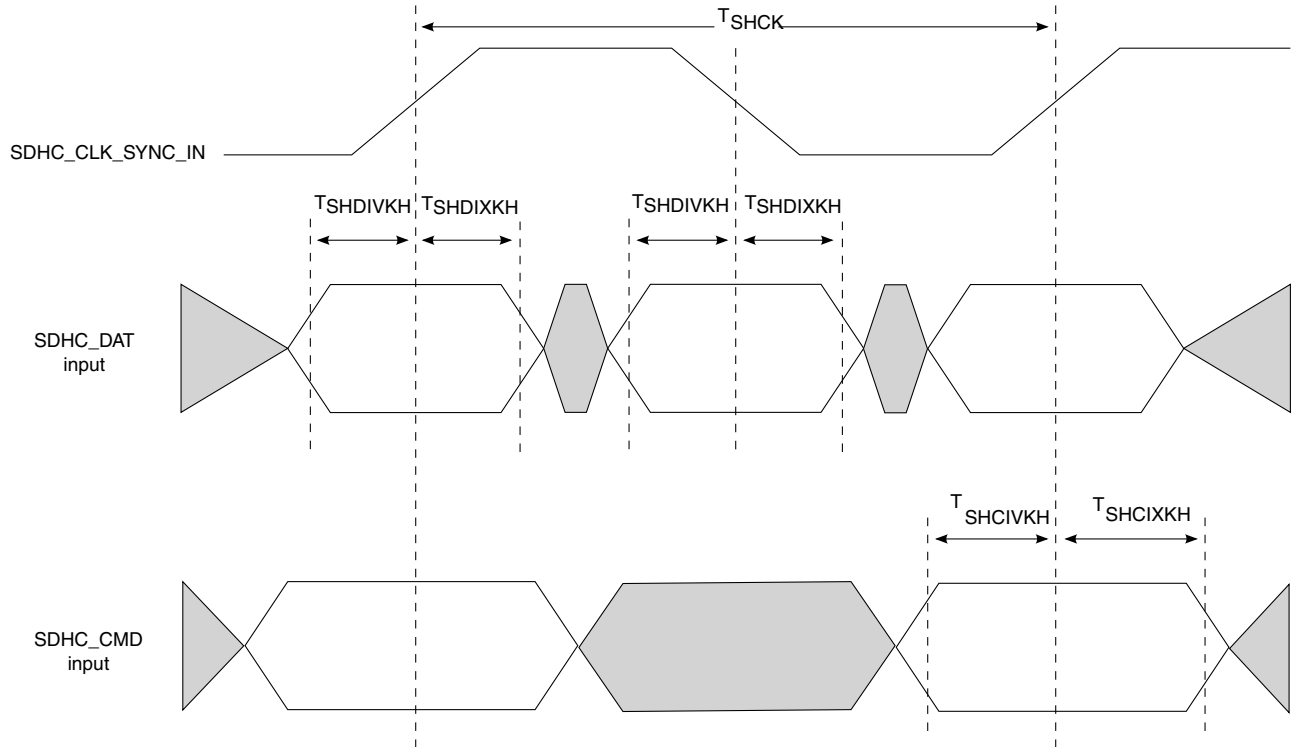 TSHCK
SDHC_CLK_SYNC_IN
TSHDIVKH TSHDIXKH TSHDIVKH TSHDIXKH
SDHC_DAT
input
TSHCIVKH TSHCIXKH
SDHC_CMD
input